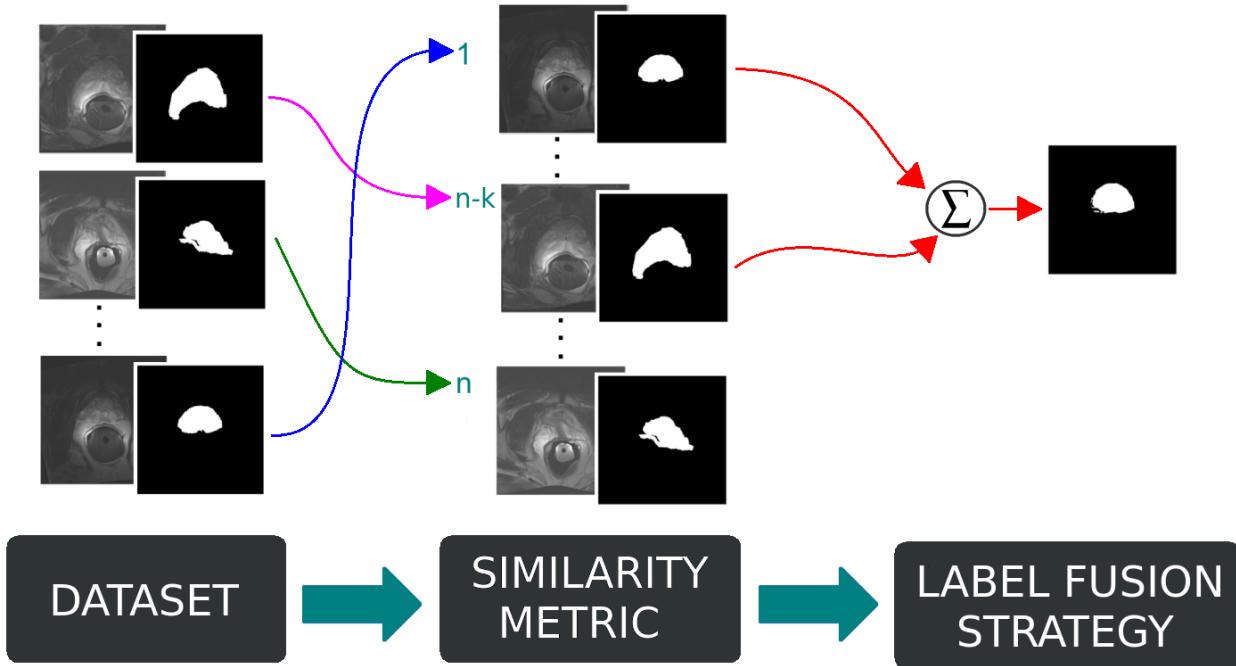 1
n-k
n
Σ
DATASET
SIMILARITY
METRIC
LABEL FUSION
STRATEGY